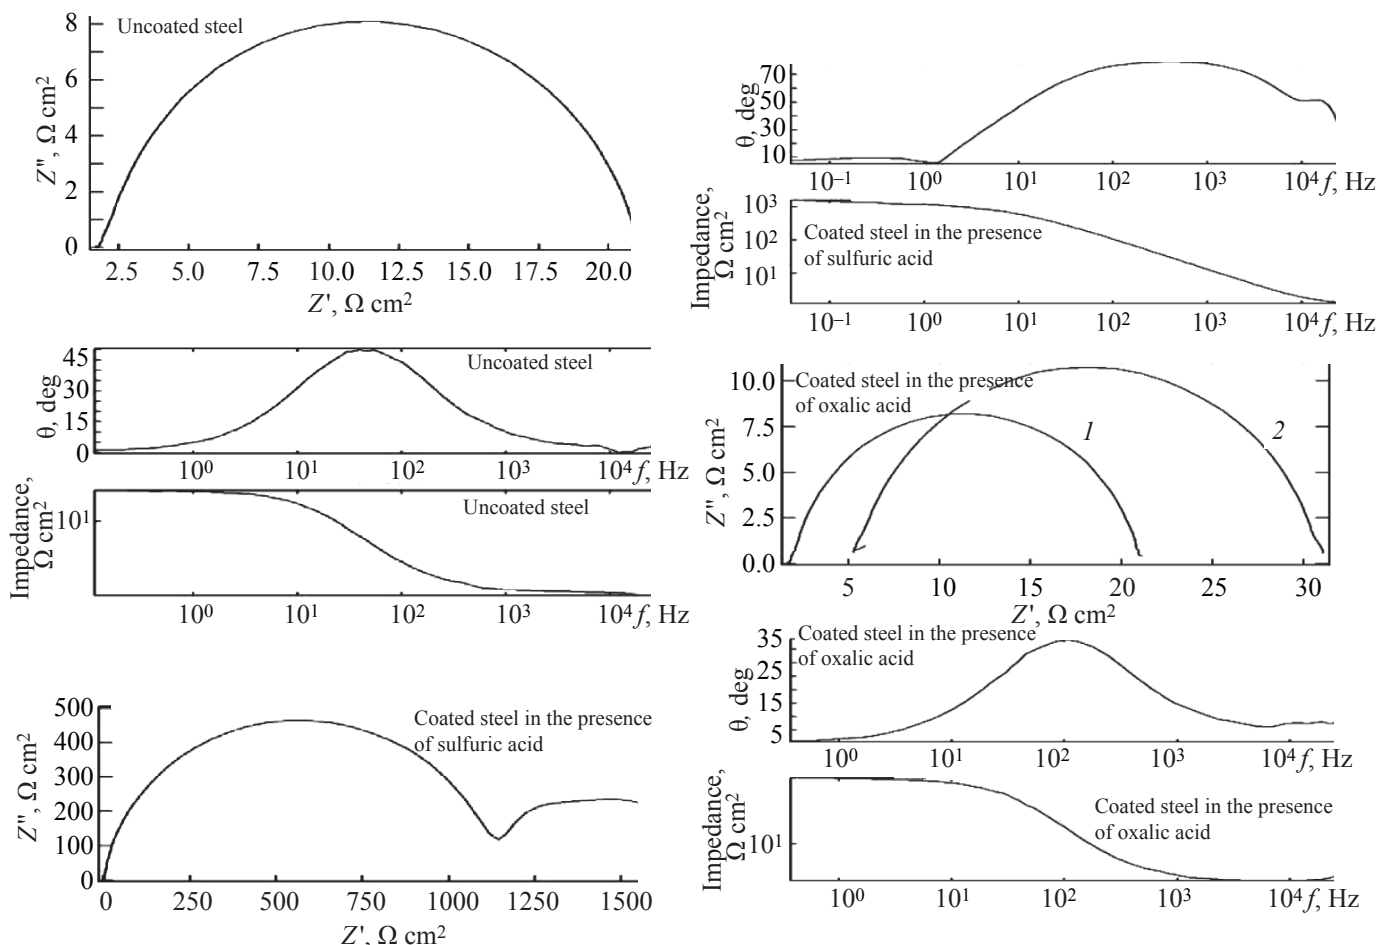 Uncoated steel
8
6
4
2
0
Z", Ω cm²
2.5 5.0 7.5 10.0 12.5 15.0 17.5 20.0
Z', Ω cm²
Uncoated steel
45
30
15
0
θ, deg
10⁰ 10¹ 10² 10³ 10⁴ f, Hz
Uncoated steel
10¹
Impedance,
Ω cm²
10⁰ 10¹ 10² 10³ 10⁴ f, Hz
Coated steel in the presence
of sulfuric acid
500
400
300
200
100
0
Z", Ω cm²
0 250 500 750 1000 1250 1500
Z', Ω cm²
70
50
30
10
θ, deg
10⁻¹ 10⁰ 10¹ 10² 10³ 10⁴ f, Hz
Coated steel in the presence
of sulfuric acid
10³
10²
10¹
Impedance,
Ω cm²
10⁻¹ 10⁰ 10¹ 10² 10³ 10⁴ f, Hz
Coated steel in the presence
of oxalic acid
10.0
7.5
5.0
2.5
0.0
Z", Ω cm²
1 2
5 10 15 20 25 30
Z', Ω cm²
Coated steel in the presence
of oxalic acid
35
25
15
5
θ, deg
10⁰ 10¹ 10² 10³ 10⁴ f, Hz
Coated steel in the presence
of oxalic acid
10¹
Impedance,
Ω cm²
10⁰ 10¹ 10² 10³ 10⁴ f, Hz